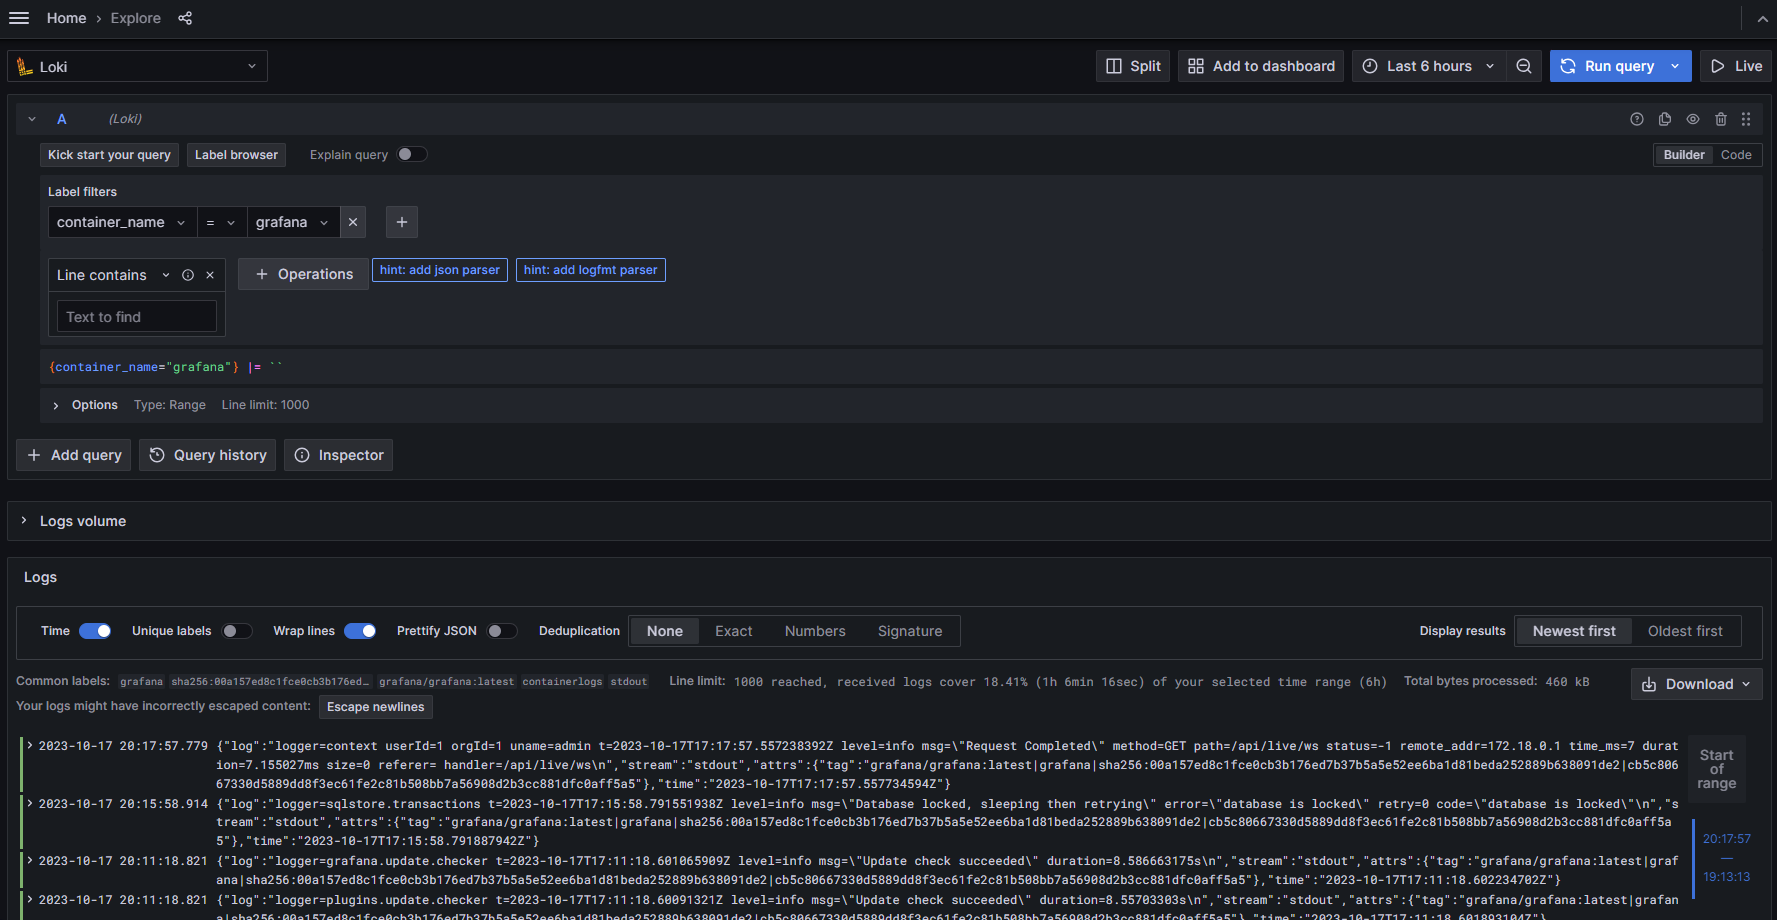 Home › Explore
Loki
Split
Add to dashboard
Last 6 hours
Run query
Live
A (Loki)
Kick start your query
Label browser
Explain query
Builder
Code
Label filters
container_name
=
grafana
Line contains
+ Operations
hint: add json parser
hint: add logfmt parser
Text to find
{container_name="grafana"} |= ``
Options Type: Range Line limit: 1000
+ Add query
Query history
Inspector
Logs volume
Logs
Time
Unique labels
Wrap lines
Prettify JSON
Deduplication
None
Exact
Numbers
Signature
Display results
Newest first
Oldest first
Common labels: grafana sha256:00a157ed8c1fce0cb3b176ed… grafana/grafana:latest containerlogs stdout Line limit: 1000 reached, received logs cover 18.41% (1h 6min 16sec) of your selected time range (6h) Total bytes processed: 460 kB
Download
Your logs might have incorrectly escaped content: Escape newlines
2023-10-17 20:17:57.779 {"log":"logger=context userId=1 orgId=1 uname=admin t=2023-10-17T17:17:57.557238392Z level=info msg=\"Request Completed\" method=GET path=/api/live/ws status=-1 remote_addr=172.18.0.1 time_ms=7 durat
ion=7.155027ms size=0 referer= handler=/api/live/ws\n","stream":"stdout","attrs":{"tag":"grafana/grafana:latest|grafana|sha256:00a157ed8c1fce0cb3b176ed7b37b5a5e52ee6ba1d81beda252889b638091de2|cb5c806
67330d5889dd8f3ec61fe2c81b508bb7a56908d2b3cc881dfc0aff5a5"},"time":"2023-10-17T17:17:57.557734594Z"}
2023-10-17 20:15:58.914 {"log":"logger=sqlstore.transactions t=2023-10-17T17:15:58.791551938Z level=info msg=\"Database locked, sleeping then retrying\" error=\"database is locked\" retry=0 code=\"database is locked\"\n","s
tream":"stdout","attrs":{"tag":"grafana/grafana:latest|grafana|sha256:00a157ed8c1fce0cb3b176ed7b37b5a5e52ee6ba1d81beda252889b638091de2|cb5c80667330d5889dd8f3ec61fe2c81b508bb7a56908d2b3cc881dfc0aff5a
5"},"time":"2023-10-17T17:15:58.791887942Z"}
2023-10-17 20:11:18.821 {"log":"logger=grafana.update.checker t=2023-10-17T17:11:18.601065909Z level=info msg=\"Update check succeeded\" duration=8.586663175s\n","stream":"stdout","attrs":{"tag":"grafana/grafana:latest|graf
ana|sha256:00a157ed8c1fce0cb3b176ed7b37b5a5e52ee6ba1d81beda252889b638091de2|cb5c80667330d5889dd8f3ec61fe2c81b508bb7a56908d2b3cc881dfc0aff5a5"},"time":"2023-10-17T17:11:18.602234702Z"}
2023-10-17 20:11:18.821 {"log":"logger=plugins.update.checker t=2023-10-17T17:11:18.60091321Z level=info msg=\"Update check succeeded\" duration=8.55703303s\n","stream":"stdout","attrs":{"tag":"grafana/grafana:latest|grafan
a|sha256:00a157ed8c1fce0cb3b176ed7b37b5a5e52ee6ba1d81beda252889b638091de2|cb5c80667330d5889dd8f3ec61fe2c81b508bb7a56908d2b3cc881dfc0aff5a5"},"time":"2023-10-17T17:11:18.601893104Z"}
Start
of
range
20:17:57
—
19:13:13